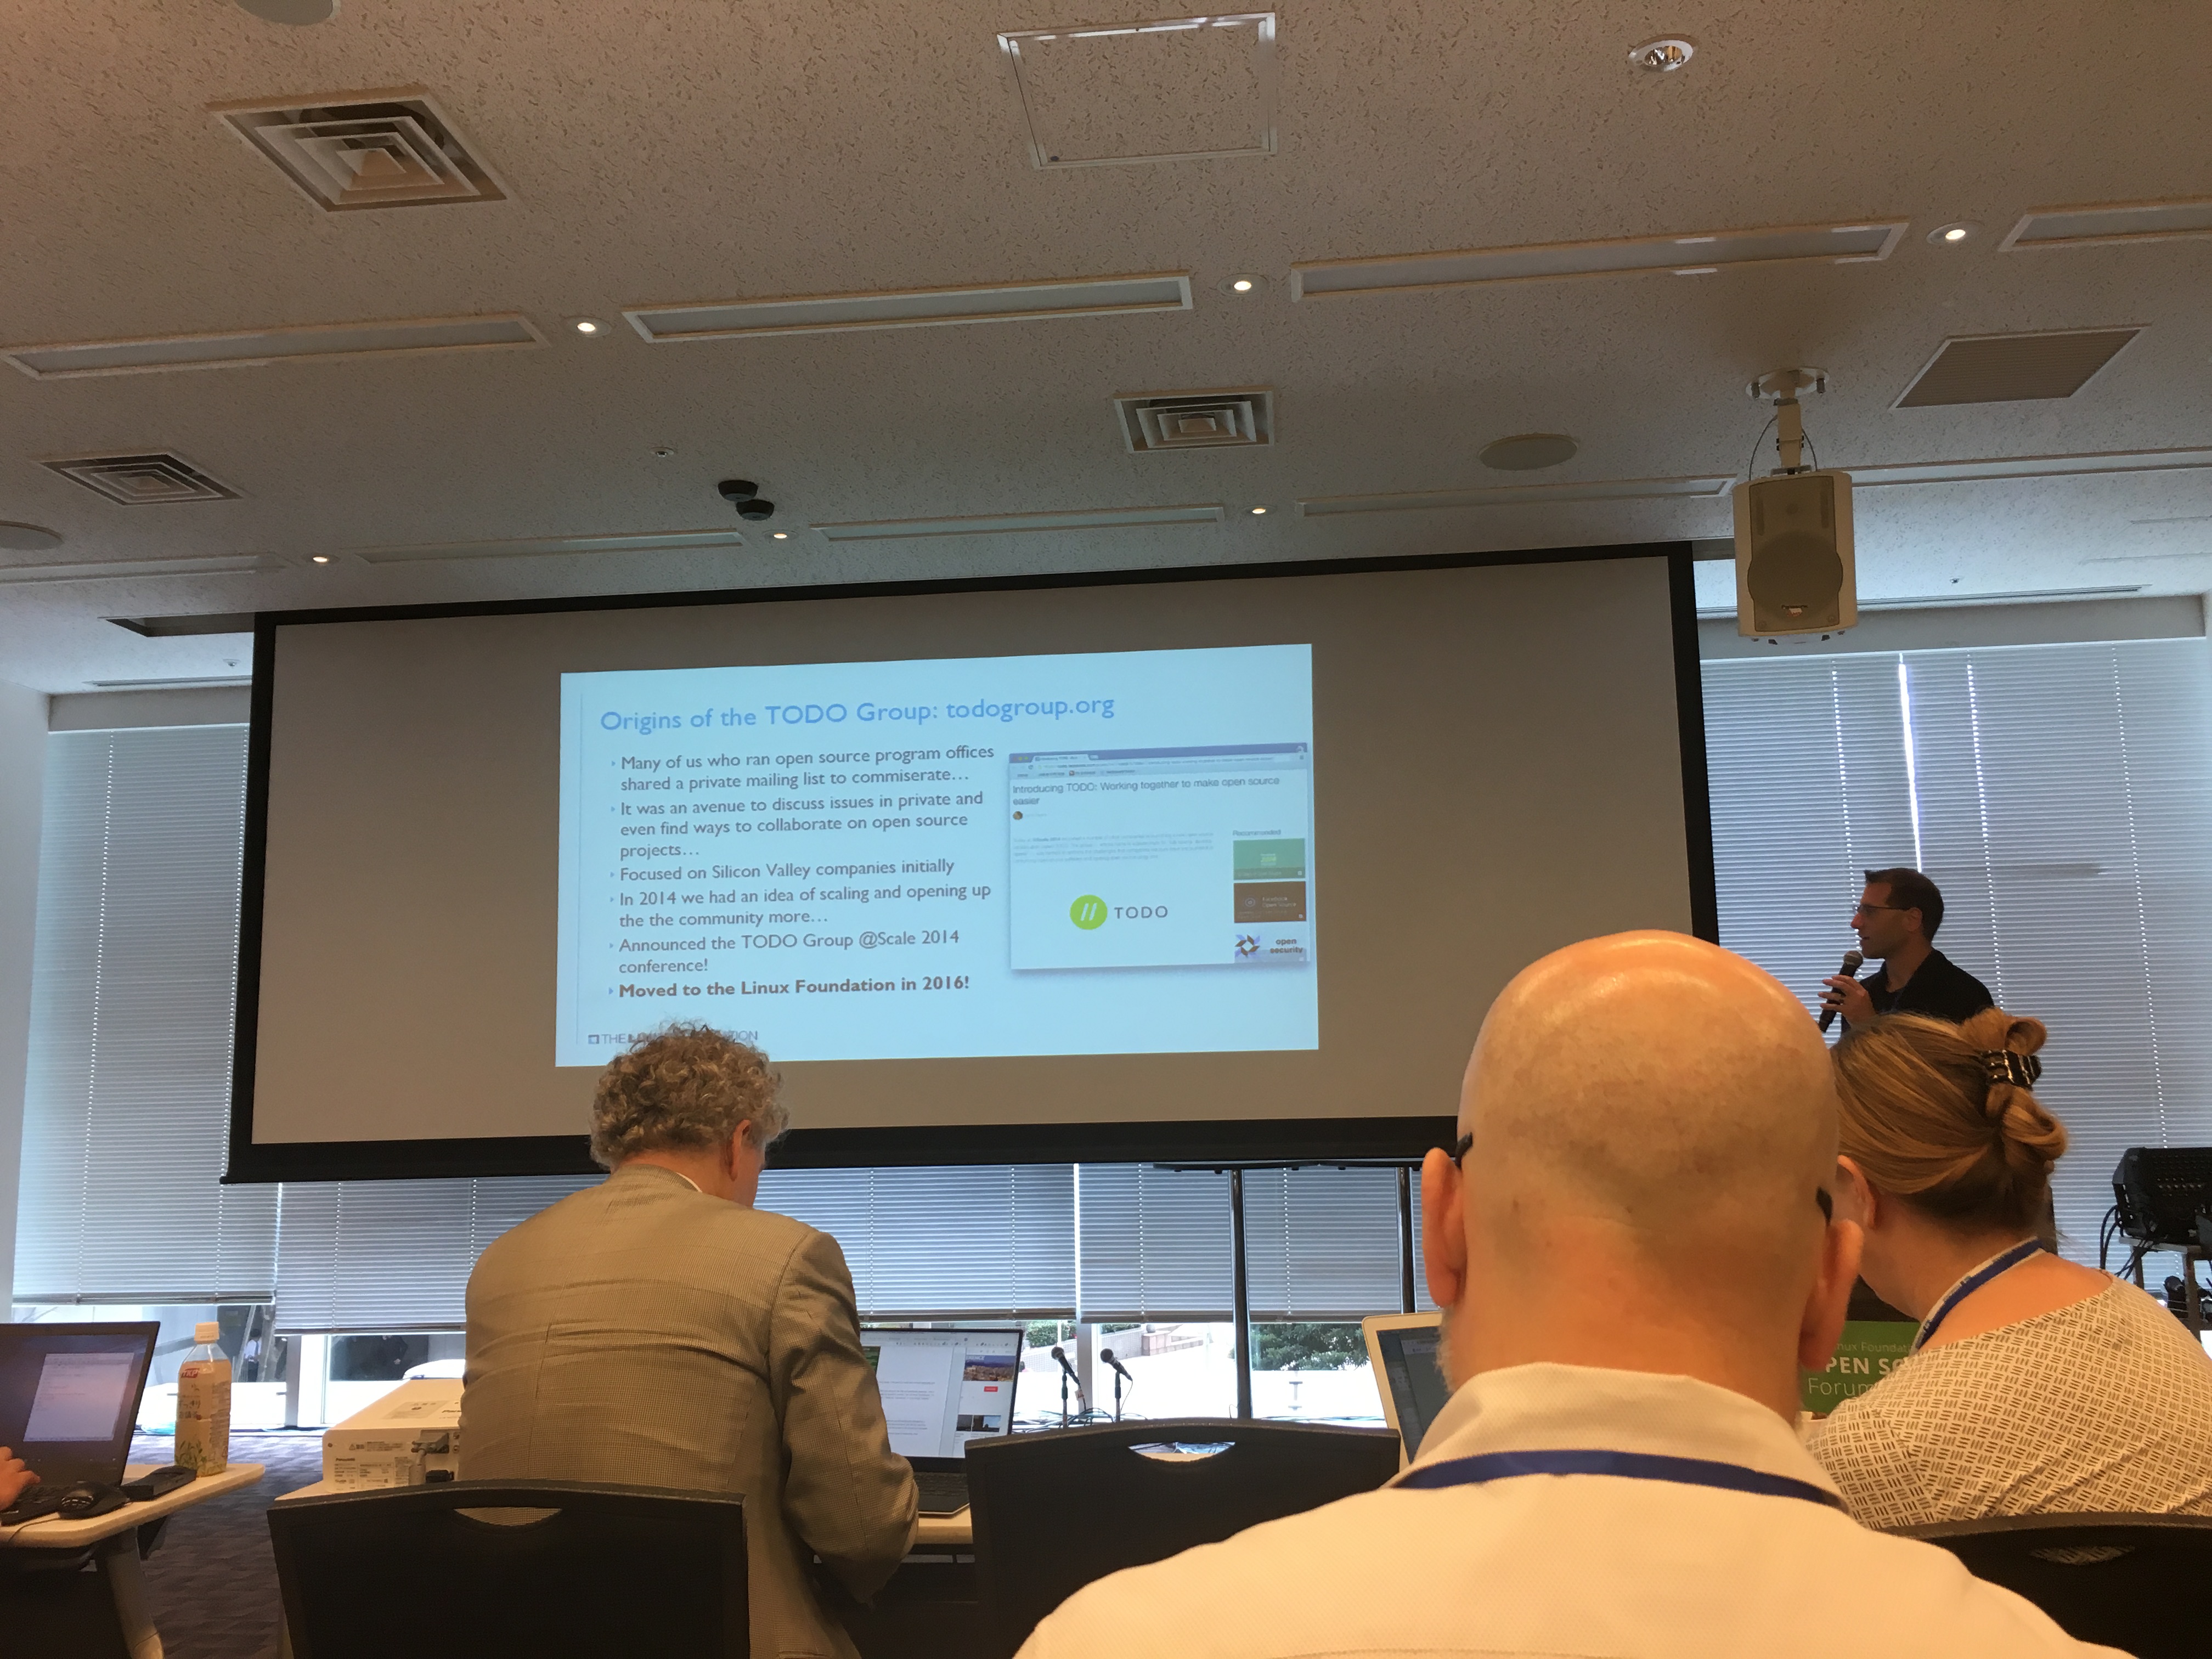 Origins of the TODO Group: todogroup.org
Many of us who ran open source program offices
shared a private mailing list to commiserate…
It was an avenue to discuss issues in private and
even find ways to collaborate on open source
projects…
Focused on Silicon Valley companies initially
In 2014 we had an idea of scaling and opening up
the the community more…
Announced the TODO Group @Scale 2014
conference!
Moved to the Linux Foundation in 2016!
THE
Introducing TODO: Working together to make open source
easier
Recommended
TODO
open
security
Forum